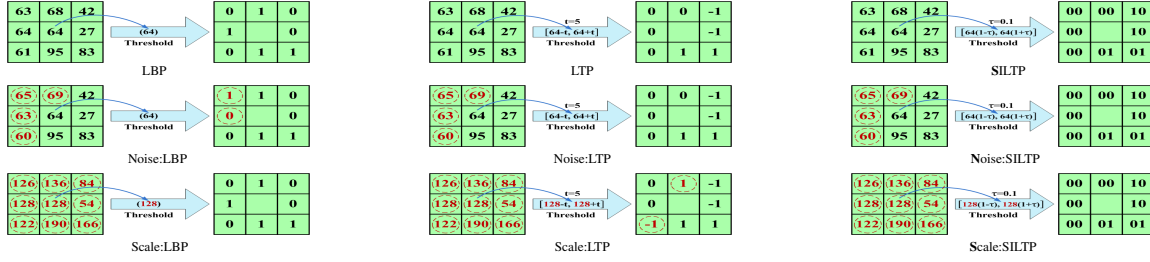 63 68 42 0 1 0
64 64 27 (64) 1 0
61 95 83 Threshold 0 1 1
LBP
63 68 42 t=5 0 0 -1
64 64 27 [64-t, 64+t] 0 -1
61 95 83 Threshold 0 1 1
LTP
63 68 42 τ=0.1 00 00 10
64 64 27 [64(1-τ), 64(1+τ)] 00 10
61 95 83 Threshold 00 01 01
SILTP
65 69 42 1 1 0
63 64 27 (64) 0 0
60 95 83 Threshold 0 1 1
Noise:LBP
65 69 42 t=5 0 0 -1
63 64 27 [64-t, 64+t] 0 -1
60 95 83 Threshold 0 1 1
Noise:LTP
65 69 42 τ=0.1 00 00 10
63 64 27 [64(1-τ), 64(1+τ)] 00 10
60 95 83 Threshold 00 01 01
Noise:SILTP
126 136 84 0 1 0
128 128 54 (128) 1 0
122 190 166 Threshold 0 1 1
Scale:LBP
126 136 84 t=5 0 1 -1
128 128 54 [128-t, 128+t] 0 -1
122 190 166 Threshold -1 1 1
Scale:LTP
126 136 84 τ=0.1 00 00 10
128 128 54 [128(1-τ), 128(1+τ)] 00 10
122 190 166 Threshold 00 01 01
Scale:SILTP